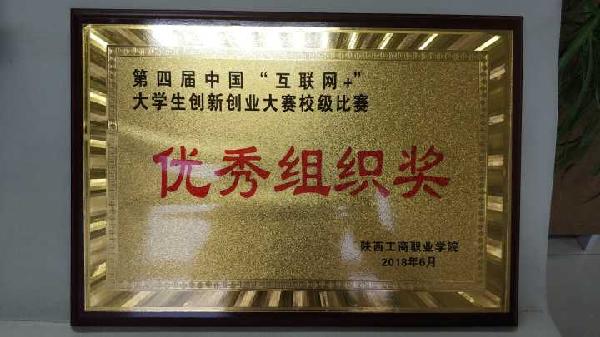 第四届中国“互联网+”
大学生创新创业大赛校级比赛
优秀组织奖
陕西工商职业学院
2018年6月